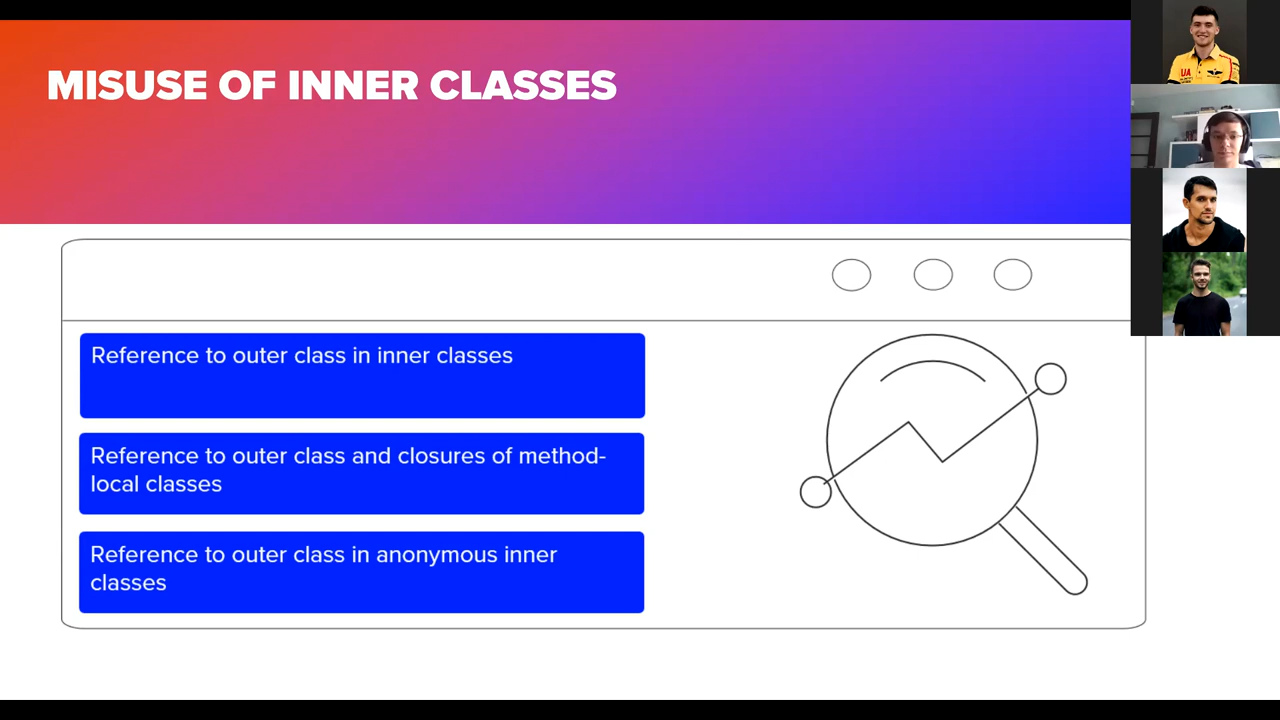 MISUSE OF INNER CLASSES
UA
Reference to outer class in inner classes
Reference to outer class and closures of method-
local classes
Reference to outer class in anonymous inner
classes